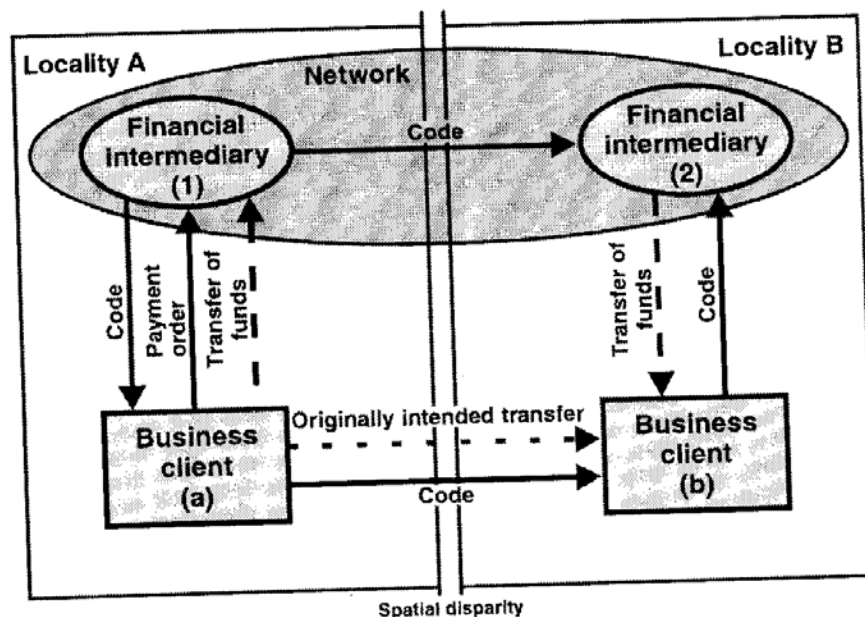 Locality A
Locality B
Network
Financial
intermediary
(1)
Code
Financial
intermediary
(2)
Code
Payment
order
Transfer of
funds
Transfer of
funds
Code
Originally intended transfer
Business
client
(a)
Code
Business
client
(b)
Spatial disparity